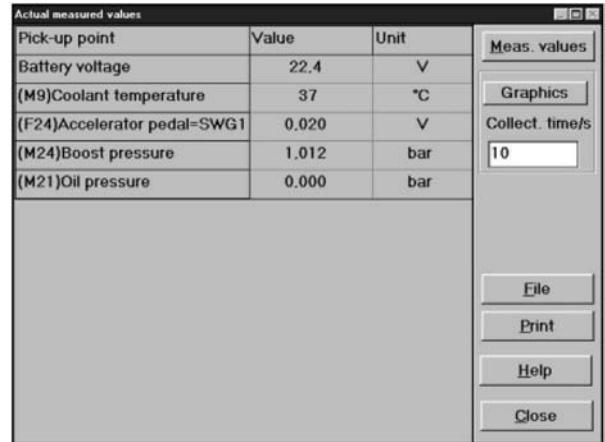 Actual measured values
Pick-up point Value Unit
Battery voltage 22,4 V
(M9)Coolant temperature 37 °C
(F24)Accelerator pedal=SWG1 0,020 V
(M24)Boost pressure 1,012 bar
(M21)Oil pressure 0,000 bar
Meas. values
Graphics
Collect. time/s
10
File
Print
Help
Close